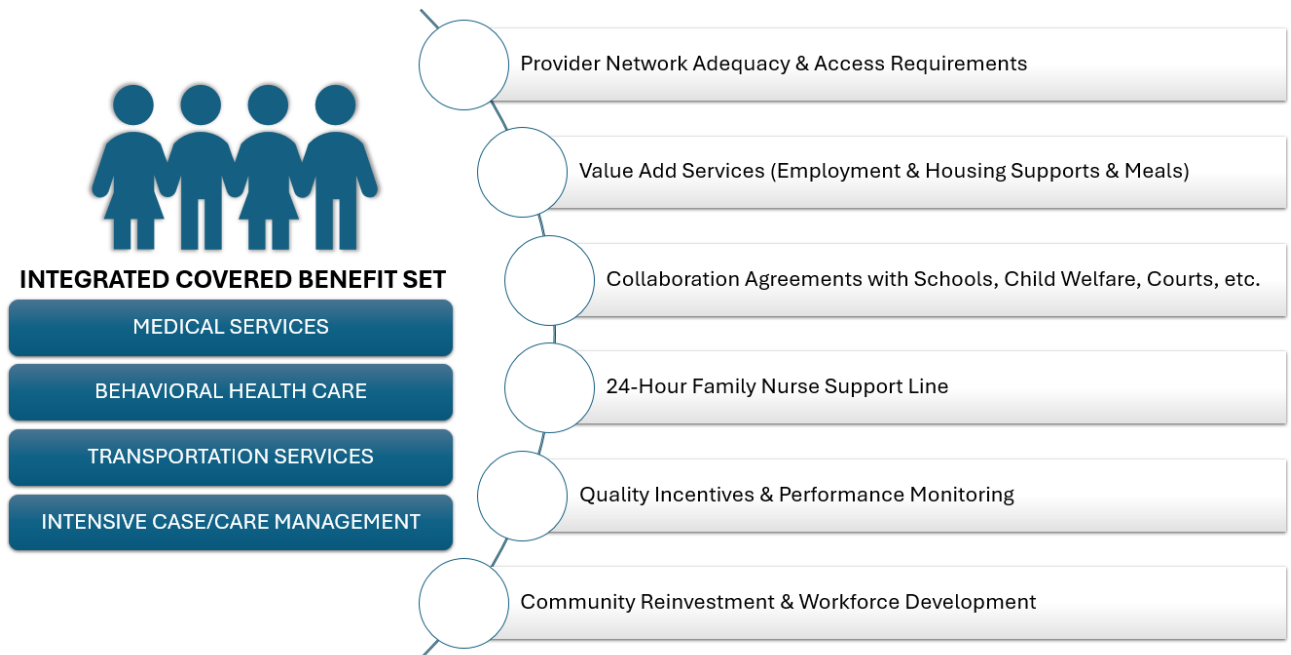 INTEGRATED COVERED BENEFIT SET
MEDICAL SERVICES
BEHAVIORAL HEALTH CARE
TRANSPORTATION SERVICES
INTENSIVE CASE/CARE MANAGEMENT
Provider Network Adequacy & Access Requirements
Value Add Services (Employment & Housing Supports & Meals)
Collaboration Agreements with Schools, Child Welfare, Courts, etc.
24-Hour Family Nurse Support Line
Quality Incentives & Performance Monitoring
Community Reinvestment & Workforce Development